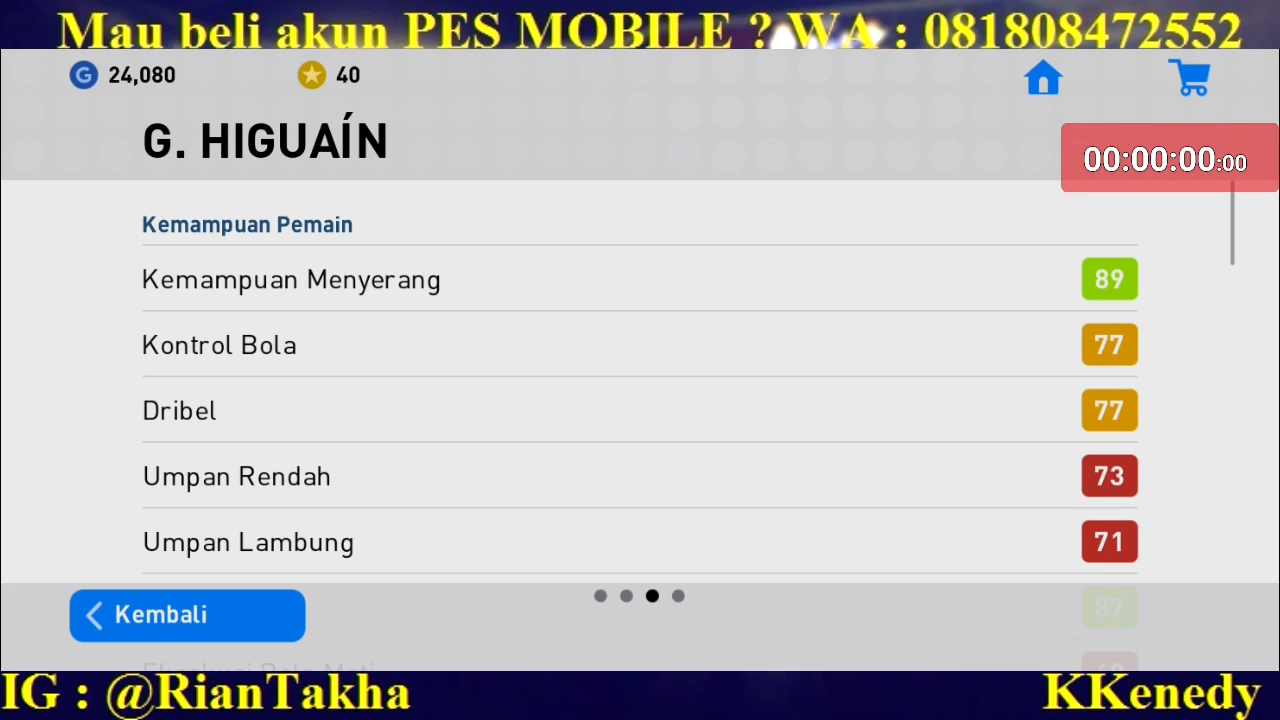 Mau beli akun PES MOBILE ? WA : 081808472552
G 24,080 40
G. HIGUAÍN
00:00:00:00
Kemampuan Pemain
Kemampuan Menyerang 89
Kontrol Bola 77
Dribel 77
Umpan Rendah 73
Umpan Lambung 71
87
Kembali
IG : @RianTakha KKenedy